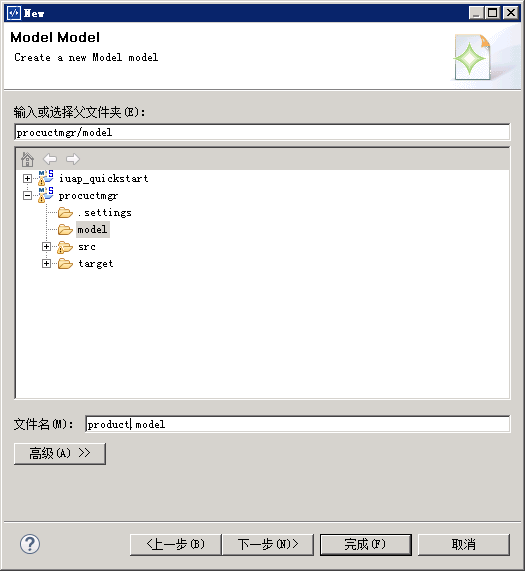 New
Model Model
Create a new Model model
输入或选择父文件夹(E):
procuctmgr/model
iuap_quickstart
procuctmgr
.settings
model
src
target
文件名(M): product.model
高级(A) >>
? <上一步(B) 下一步(N)> 完成(F) 取消